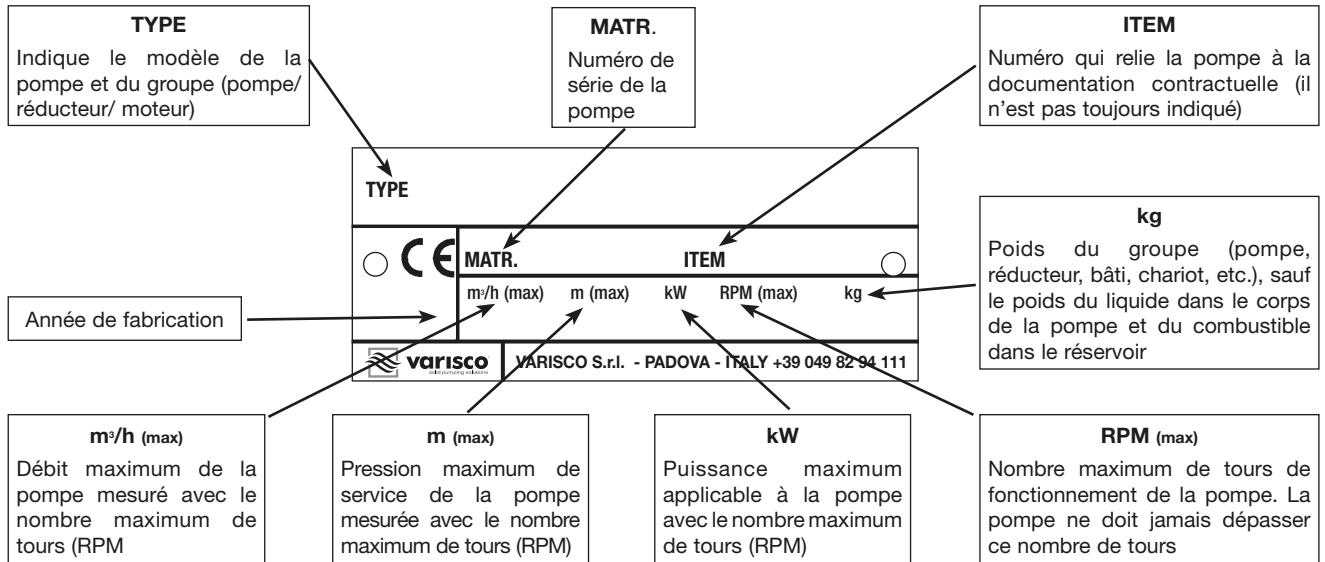 TYPE
Indique le modèle de la
pompe et du groupe (pompe/
réducteur/ moteur)
MATR.
Numéro de
série de la
pompe
ITEM
Numéro qui relie la pompe à la
documentation contractuelle (il
n'est pas toujours indiqué)
TYPE
CE
MATR. ITEM
m³/h (max) m (max) kW RPM (max) kg
varisco
solid pumping solutions
VARISCO S.r.l. - PADOVA - ITALY +39 049 82 94 111
Année de fabrication
kg
Poids du groupe (pompe,
réducteur, bâti, chariot, etc.), sauf
le poids du liquide dans le corps
de la pompe et du combustible
dans le réservoir
m³/h (max)
Débit maximum de la
pompe mesuré avec le
nombre maximum de
tours (RPM
m (max)
Pression maximum de
service de la pompe
mesurée avec le nombre
maximum de tours (RPM)
kW
Puissance maximum
applicable à la pompe
avec le nombre maximum
de tours (RPM)
RPM (max)
Nombre maximum de tours de
fonctionnement de la pompe. La
pompe ne doit jamais dépasser
ce nombre de tours